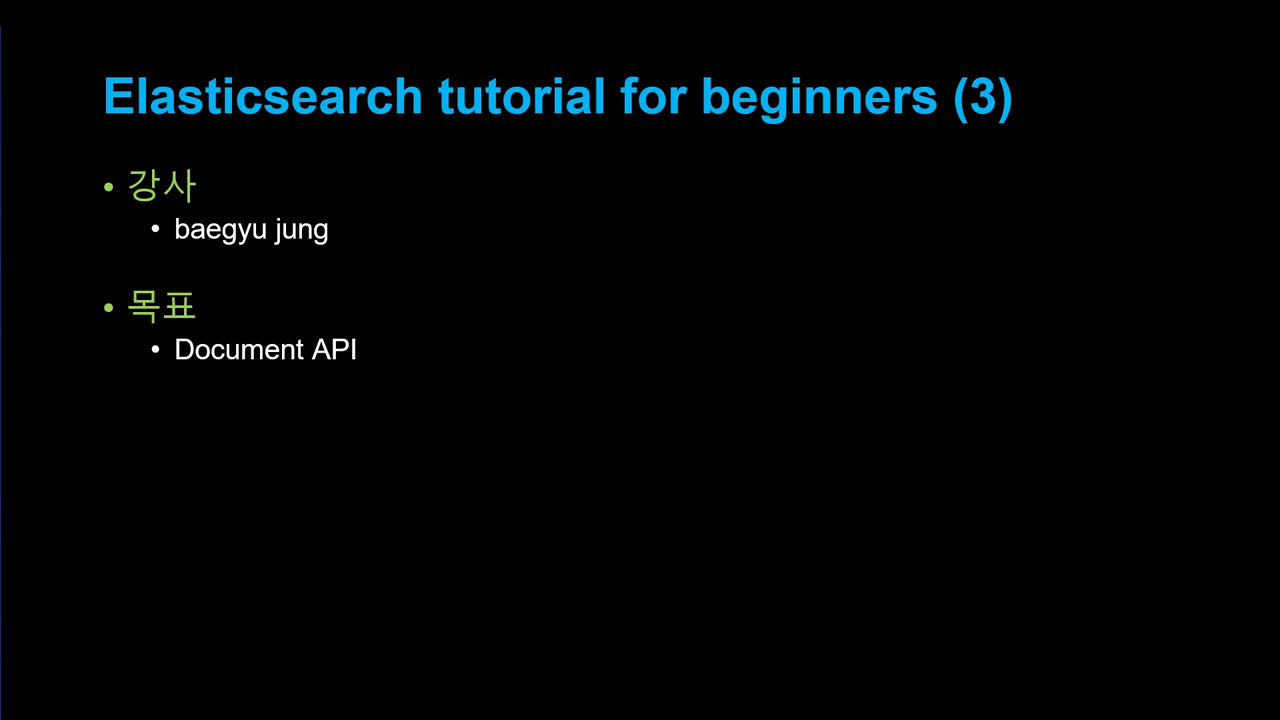 Elasticsearch tutorial for beginners (3)
• 강사
• baegyu jung
• 목표
• Document API